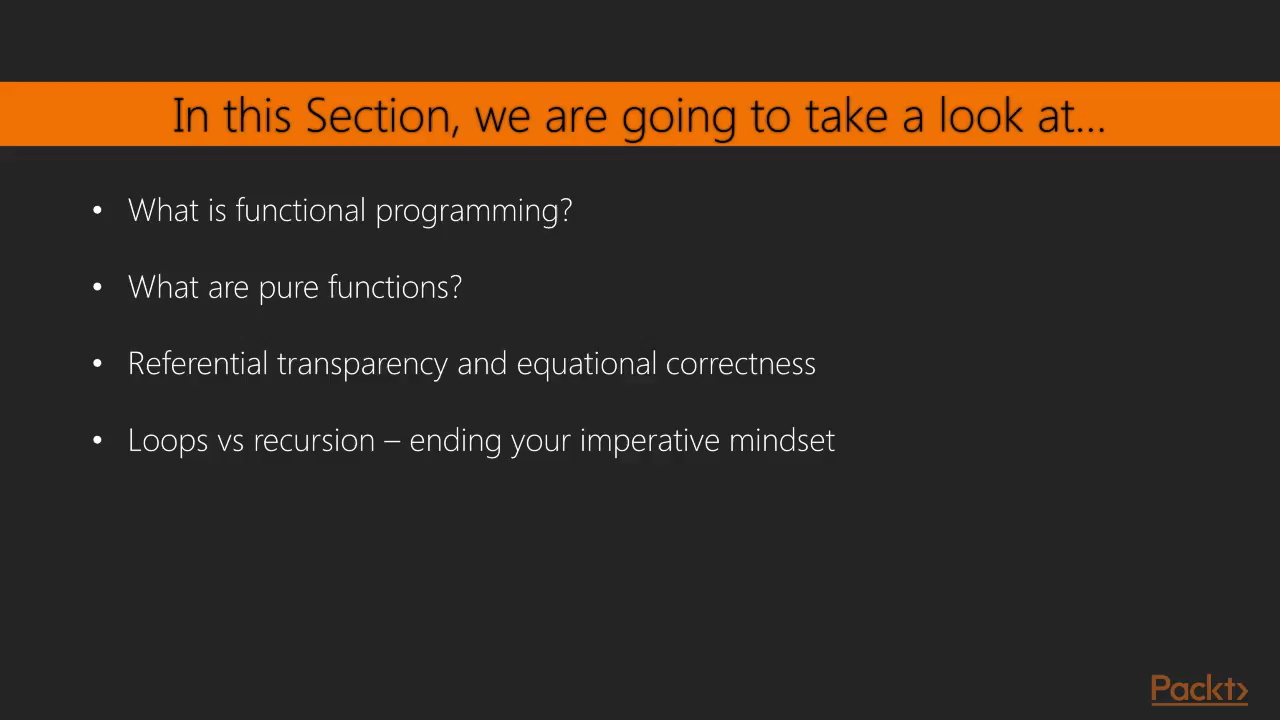 In this Section, we are going to take a look at...
• What is functional programming?
• What are pure functions?
• Referential transparency and equational correctness
• Loops vs recursion – ending your imperative mindset
Packt>